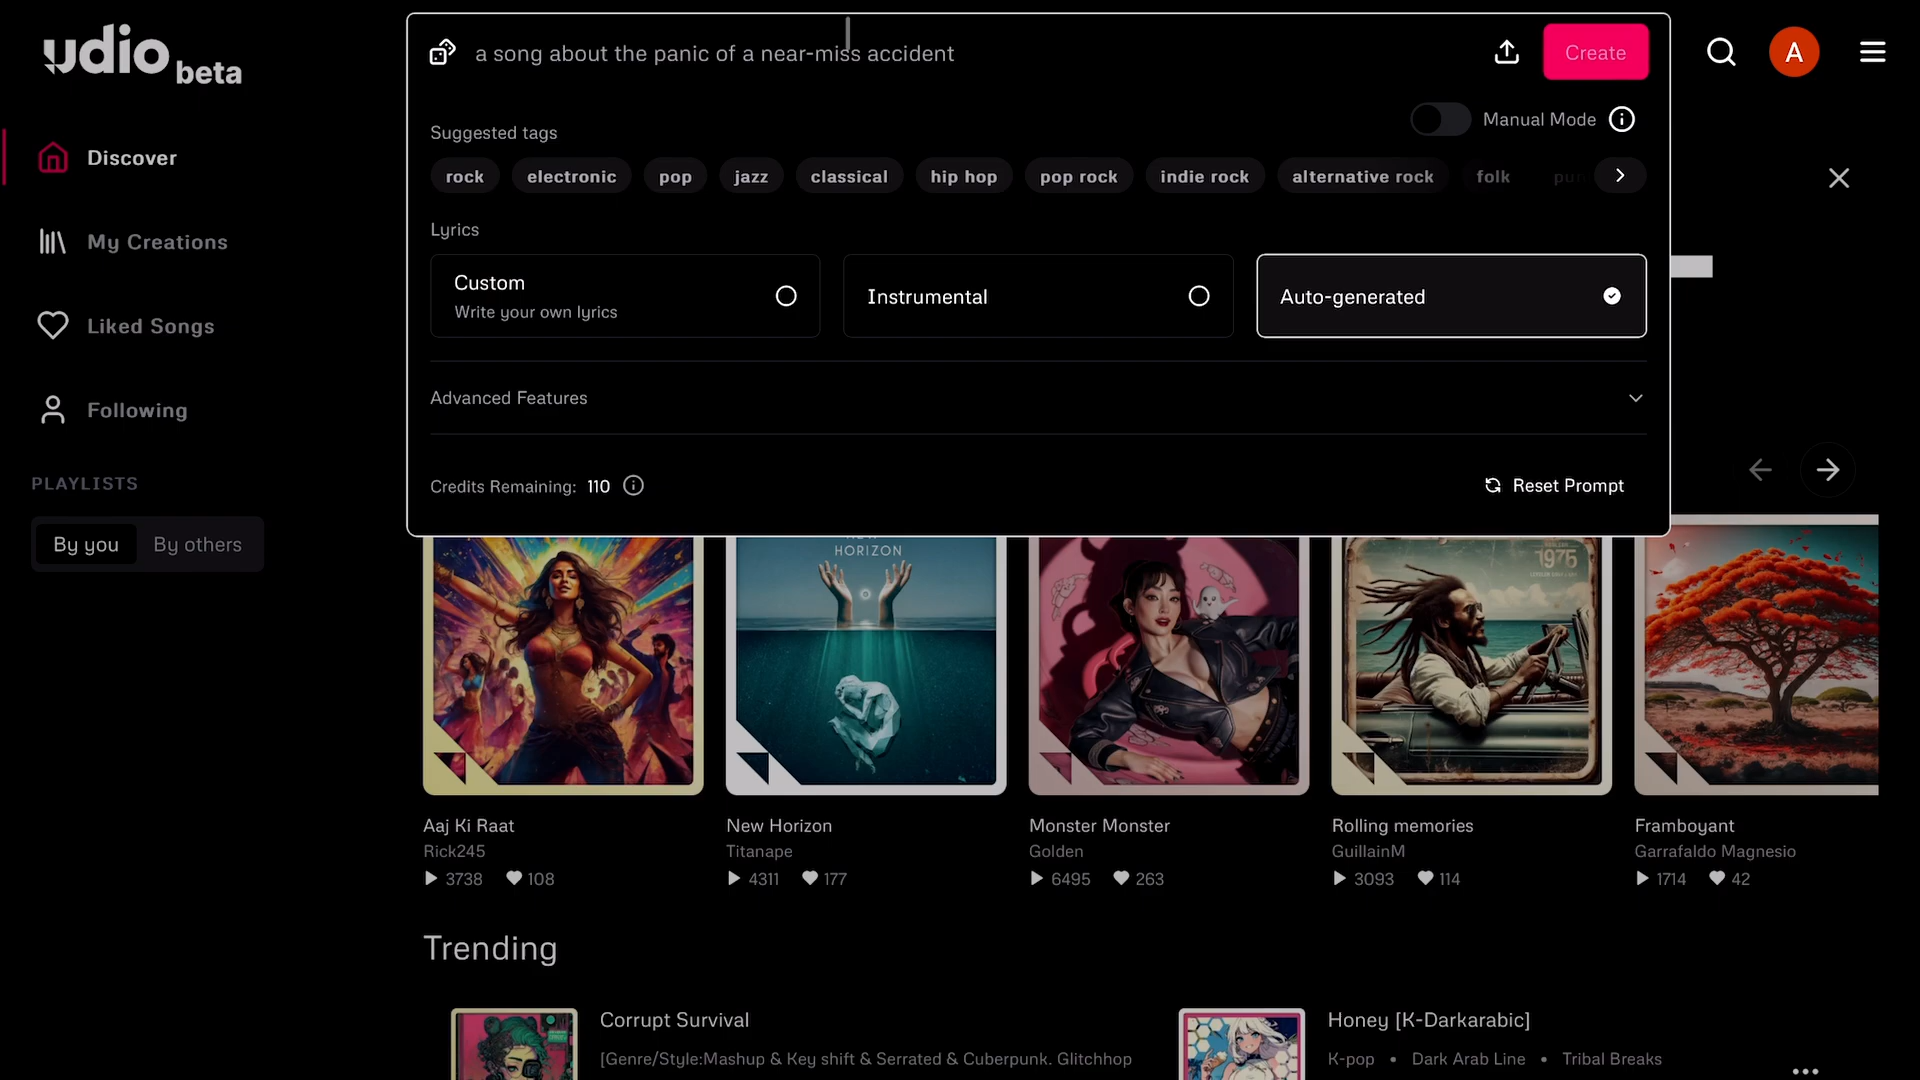 udio beta
a song about the panic of a near-miss accident
Create
A
Discover
My Creations
Liked Songs
Following
PLAYLISTS
By you By others
Manual Mode
Suggested tags
rock electronic pop jazz classical hip hop pop rock indie rock alternative rock folk
Lyrics
Custom
Write your own lyrics
Instrumental
Auto-generated
Advanced Features
Credits Remaining: 110
Reset Prompt
HORIZON
1975
Aaj Ki Raat
Rick245
3738 108
New Horizon
Titanape
4311 177
Monster Monster
Golden
6495 263
Rolling memories
GuillainM
3093 114
Framboyant
Garrafaldo Magnesio
1714 42
Trending
Corrupt Survival
[Genre/Style:Mashup & Key shift & Serrated & Cuberpunk. Glitchhop
Honey [K-Darkarabic]
K-pop • Dark Arab Line • Tribal Breaks